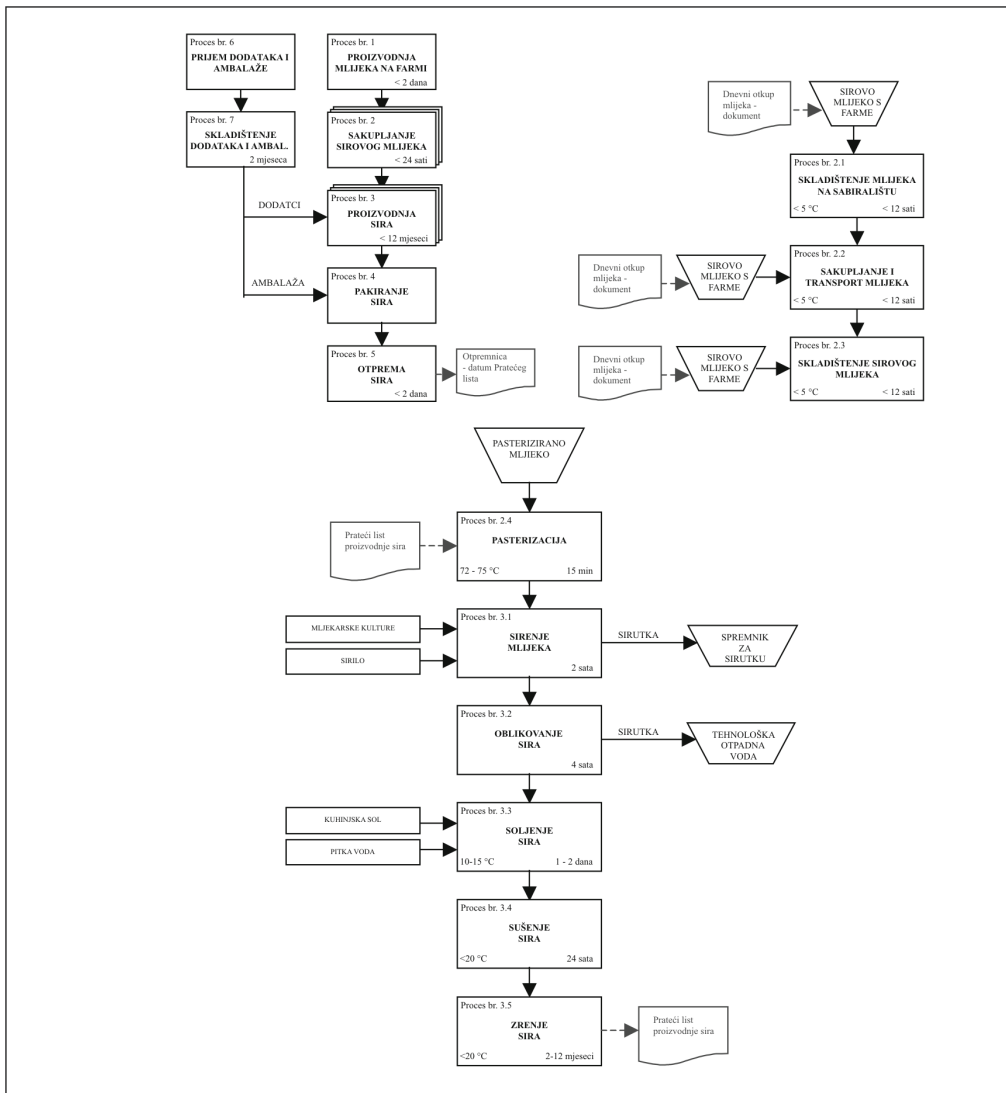 Proces br. 6
PRIJEM DODATAKA I
AMBALAŽE
Proces br. 1
PROIZVODNJA
MLIJEKA NA FARMI
< 2 dana
Proces br. 7
SKLADIŠTENJE
DODATAKA I AMBAL.
2 mjeseca
Proces br. 2
SAKUPLJANJE
SIROVOG MLIJEKA
< 24 sati
DODATCI
Proces br. 3
PROIZVODNJA
SIRA
< 12 mjeseci
AMBALAŽA
Proces br. 4
PAKIRANJE
SIRA
Proces br. 5
OTPREMA
SIRA
< 2 dana
Otpremnica
- datum Pratećeg
lista
Dnevni otkup
mlijeka -
dokument
SIROVO
MLIJEKO S
FARME
Proces br. 2.1
SKLADIŠTENJE MLIJEKA
NA SABIRALIŠTU
< 5 °C < 12 sati
Dnevni otkup
mlijeka -
dokument
SIROVO
MLIJEKO S
FARME
Proces br. 2.2
SAKUPLJANJE I
TRANSPORT MLIJEKA
< 5 °C < 12 sati
Dnevni otkup
mlijeka -
dokument
SIROVO
MLIJEKO S
FARME
Proces br. 2.3
SKLADIŠTENJE SIROVOG
MLIJEKA
< 5 °C < 12 sati
PASTERIZIRANO
MLJIEKO
Prateći list
proizvodnje sira
Proces br. 2.4
PASTERIZACIJA
72 - 75 °C 15 min
MLJEKARSKE KULTURE
SIRILO
Proces br. 3.1
SIRENJE
MLIJEKA
2 sata
SIRUTKA
SPREMNIK
ZA
SIRUTKU
Proces br. 3.2
OBLIKOVANJE
SIRA
4 sata
SIRUTKA
TEHNOLOŠKA
OTPADNA
VODA
KUHINJSKA SOL
PITKA VODA
Proces br. 3.3
SOLJENJE
SIRA
10-15 °C 1 - 2 dana
Proces br. 3.4
SUŠENJE
SIRA
<20 °C 24 sata
Proces br. 3.5
ZRENJE
SIRA
<20 °C 2-12 mjeseci
Prateći list
proizvodnje sira